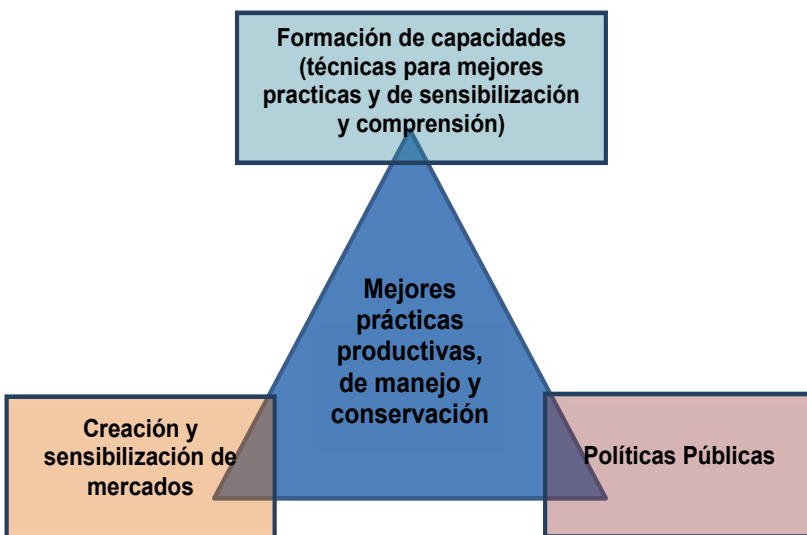 Formación de capacidades
(técnicas para mejores
practicas y de sensibilización
y comprensión)
Mejores
prácticas
productivas,
de manejo y
conservación
Creación y
sensibilización de
mercados
Políticas Públicas